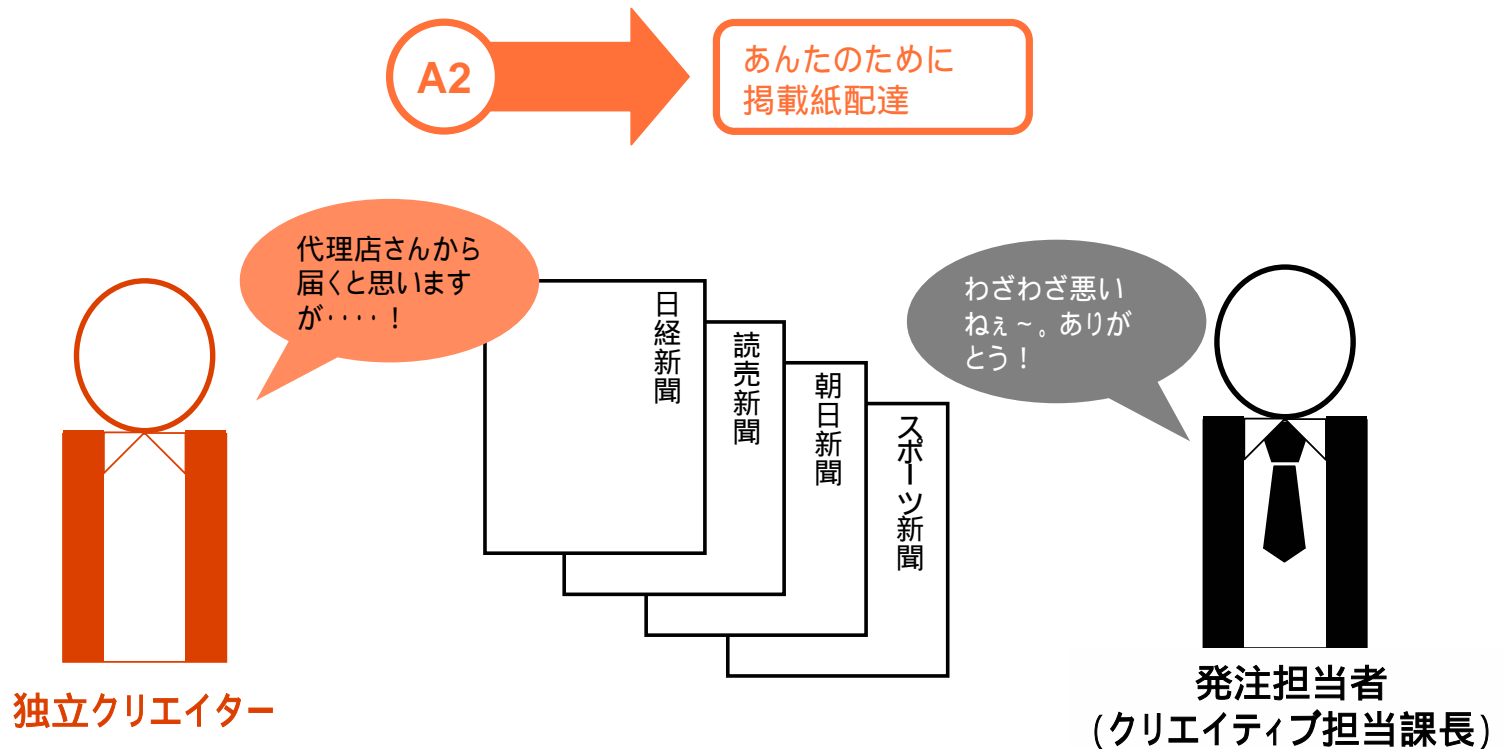 A2
あんたのために
掲載紙配達
代理店さんから
届くと思います
が‥‥！
わざわざ悪い
ねぇ～。ありが
とう！
日経新聞
読売新聞
朝日新聞
スポーツ新聞
独立クリエイター
発注担当者
(クリエイティブ担当課長)